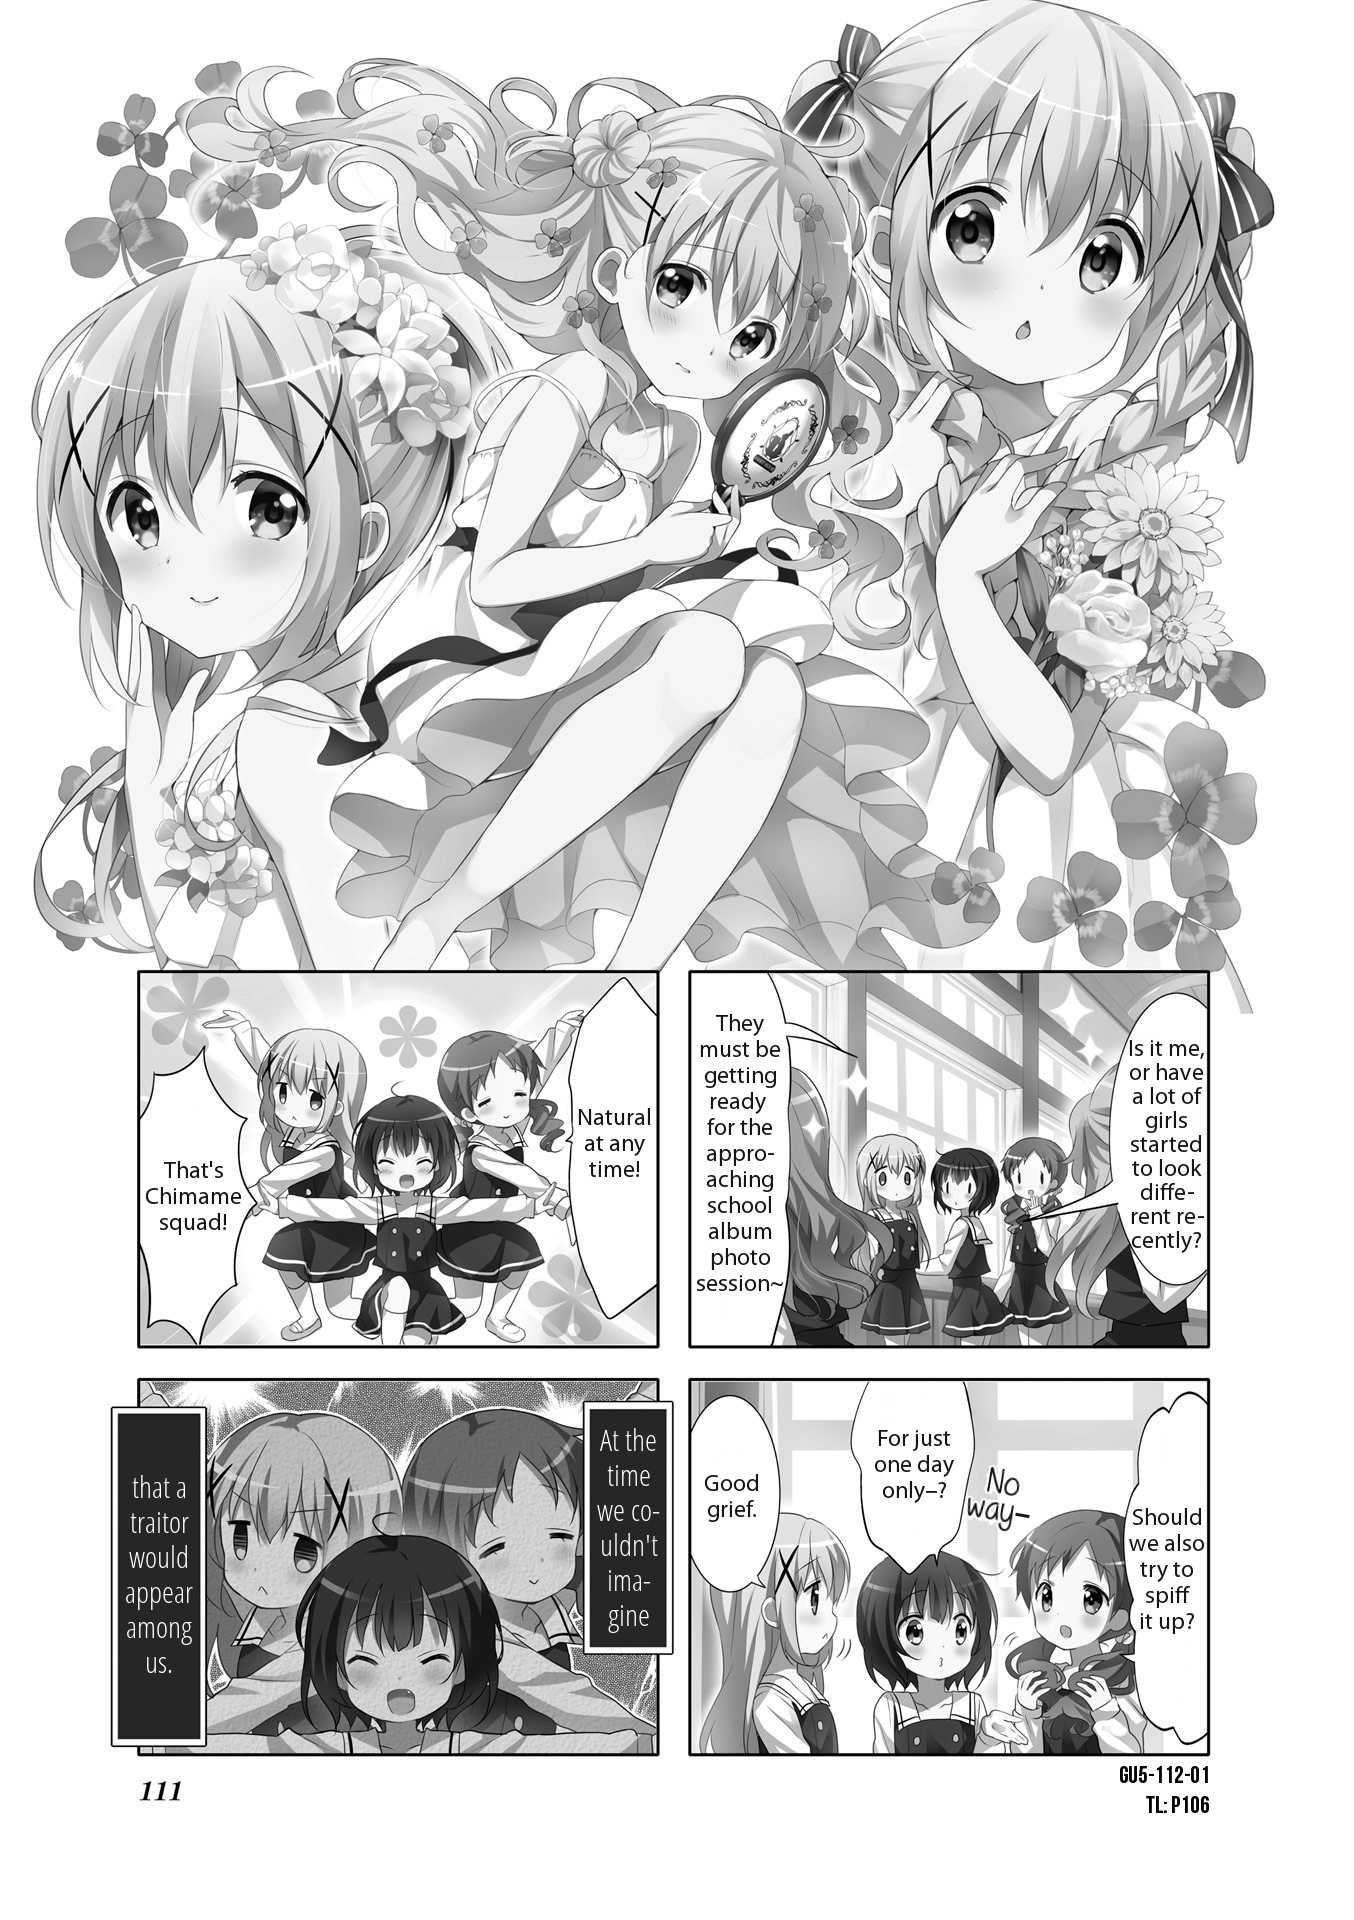 Is it me,
or have
a lot of
girls
started
to look
diffe-
rent re-
cently?
They
must be
getting
ready
for the
appro-
aching
school
album
photo
session~
Should
we also
try to
spiff
it up?
No
way–
For just
one day
only–?
Good
grief.
Natural
at any
time!
That's
Chimame
squad!
At the
time
we co-
uldn't
ima-
gine
that a
traitor
would
appear
among
us.
111
GU5-112-01
TL: P106